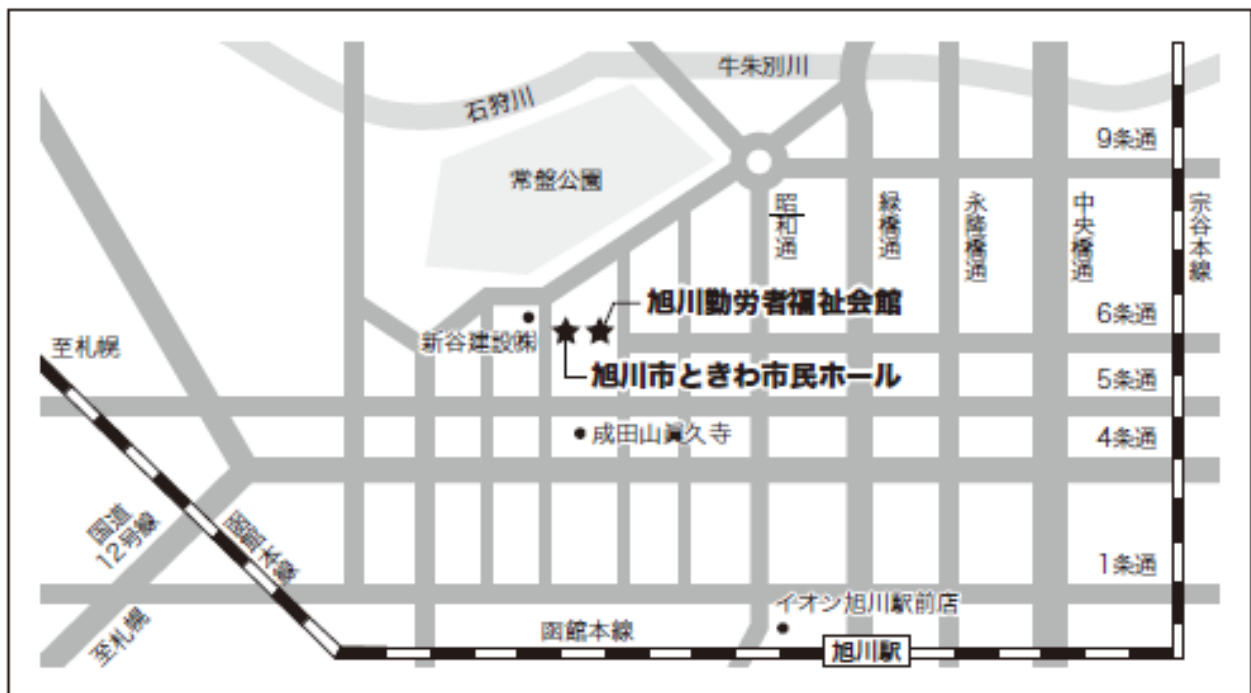 牛朱別川
石狩川
9条通
常盤公園
昭和通
緑橋通
永隆橋通
中央橋通
宗谷本線
旭川勤労者福祉会館
6条通
新谷建設㈱
至札幌
旭川市ときわ市民ホール
5条通
成田山眞久寺
4条通
国道
12号線
函館本線
1条通
イオン旭川駅前店
至札幌
函館本線
旭川駅